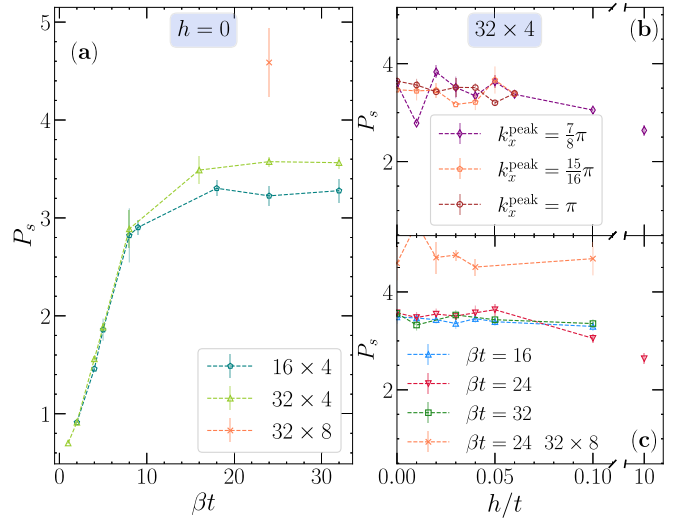 h = 0
(a)
5
4
3
2
1
P_s
0
10
20
30
βt
16 × 4
32 × 4
32 × 8
32 × 4
(b)
4
2
P_s
k_x^peak = 7/8 π
k_x^peak = 15/16 π
k_x^peak = π
4
2
P_s
βt = 16
βt = 24
βt = 32
βt = 24 32 × 8
(c)
0.00
0.05
0.10
10
h/t